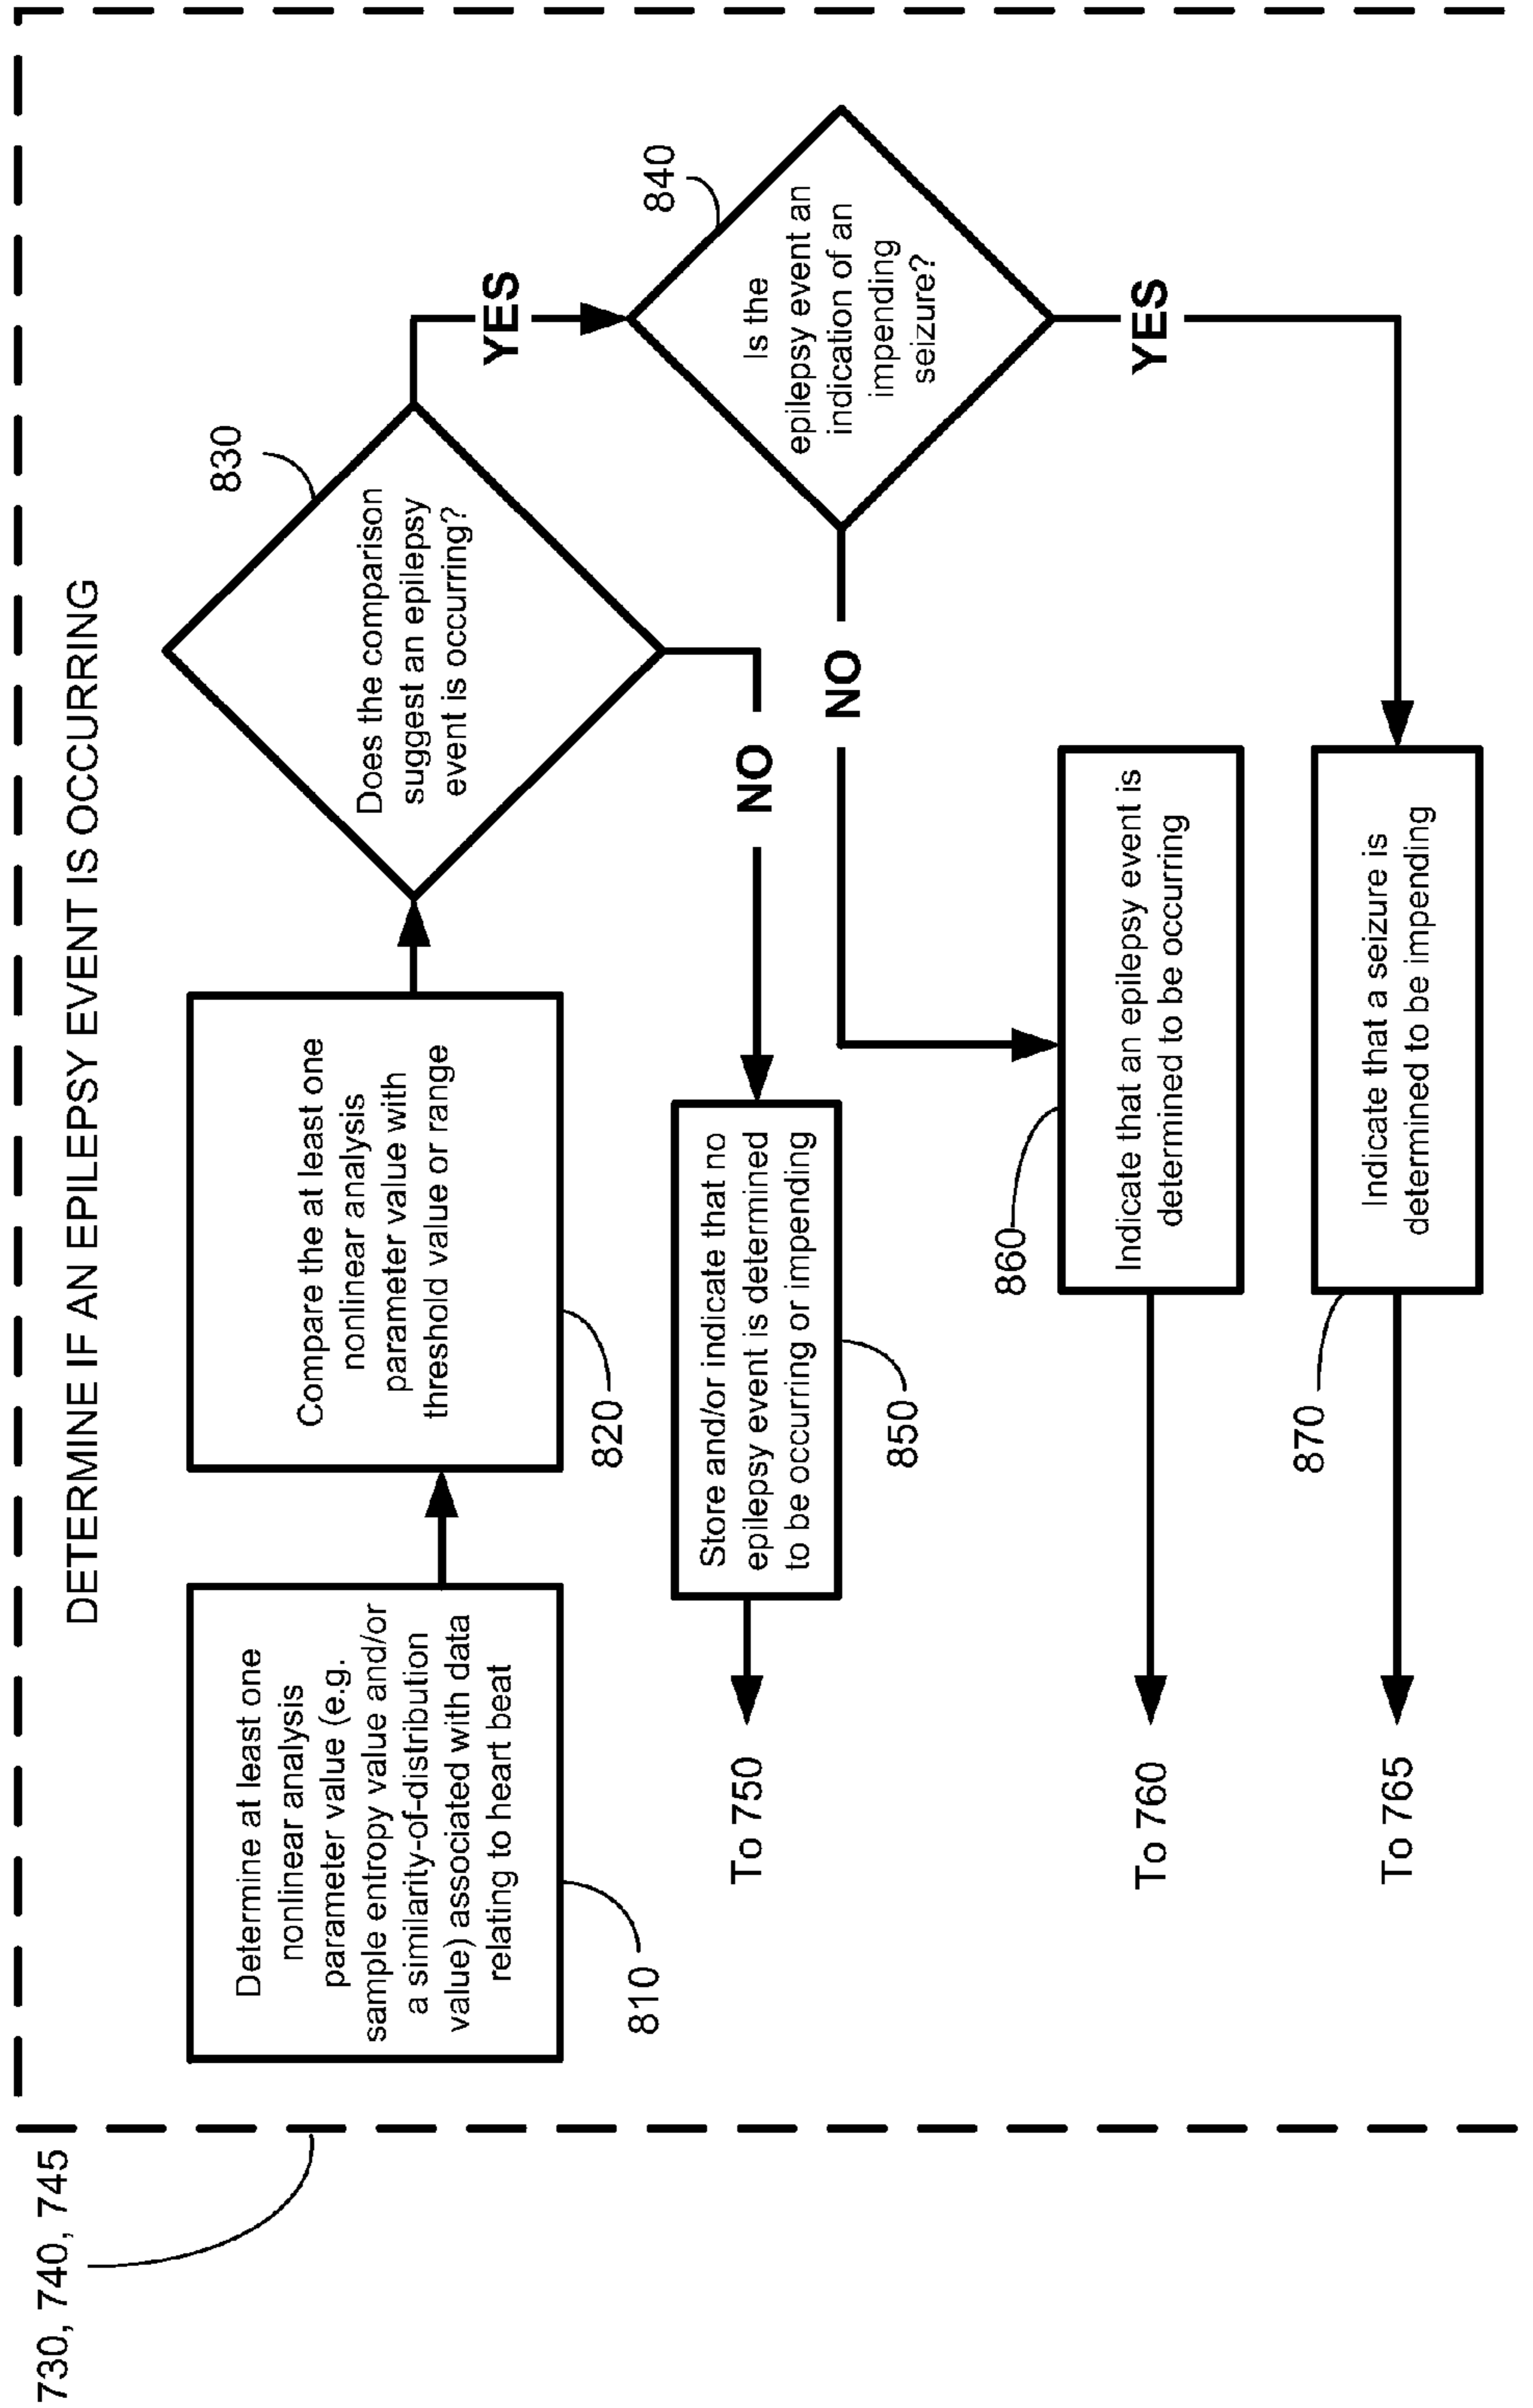 730, 740, 745
DETERMINE IF AN EPILEPSY EVENT IS OCCURRING
Determine at least one
nonlinear analysis
parameter value (e.g.
sample entropy value and/or
a similarity-of-distribution
value) associated with data
relating to heart beat
810
Compare the at least one
nonlinear analysis
parameter value with
threshold value or range
820
Does the comparison
suggest an epilepsy
event is occurring?
830
YES
NO
Is the
epilepsy event an
indication of an
impending
seizure?
840
NO
YES
Store and/or indicate that no
epilepsy event is determined
to be occurring or impending
850
To 750
Indicate that an epilepsy event is
determined to be occurring
860
To 760
Indicate that a seizure is
determined to be impending
870
To 765